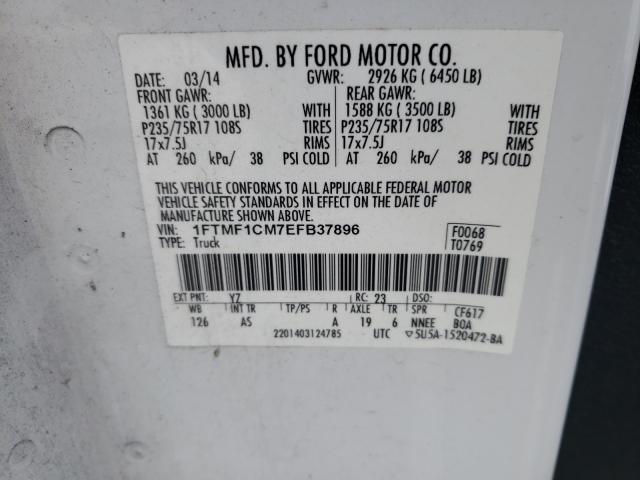 MFD. BY FORD MOTOR CO.
DATE: 03/14 GVWR: 2926 KG ( 6450 LB)
FRONT GAWR: REAR GAWR:
1361 KG ( 3000 LB) WITH 1588 KG ( 3500 LB) WITH
P235/75R17 108S TIRES P235/75R17 108S TIRES
17x7.5J RIMS 17x7.5J RIMS
AT 260 kPa/ 38 PSI COLD AT 260 kPa/ 38 PSI COLD
THIS VEHICLE CONFORMS TO ALL APPLICABLE FEDERAL MOTOR
VEHICLE SAFETY STANDARDS IN EFFECT ON THE DATE OF
MANUFACTURE SHOWN ABOVE.
VIN: 1FTMF1CM7EFB37896 F0068
TYPE: Truck T0769
EXT PNT: YZ RC: 23 DSO:
WB INT TR TP/PS R AXLE TR SPR CF617
126 AS A 19 6 NNEE BOA
2201403124785 UTC ▽5U5A-1520472-BA